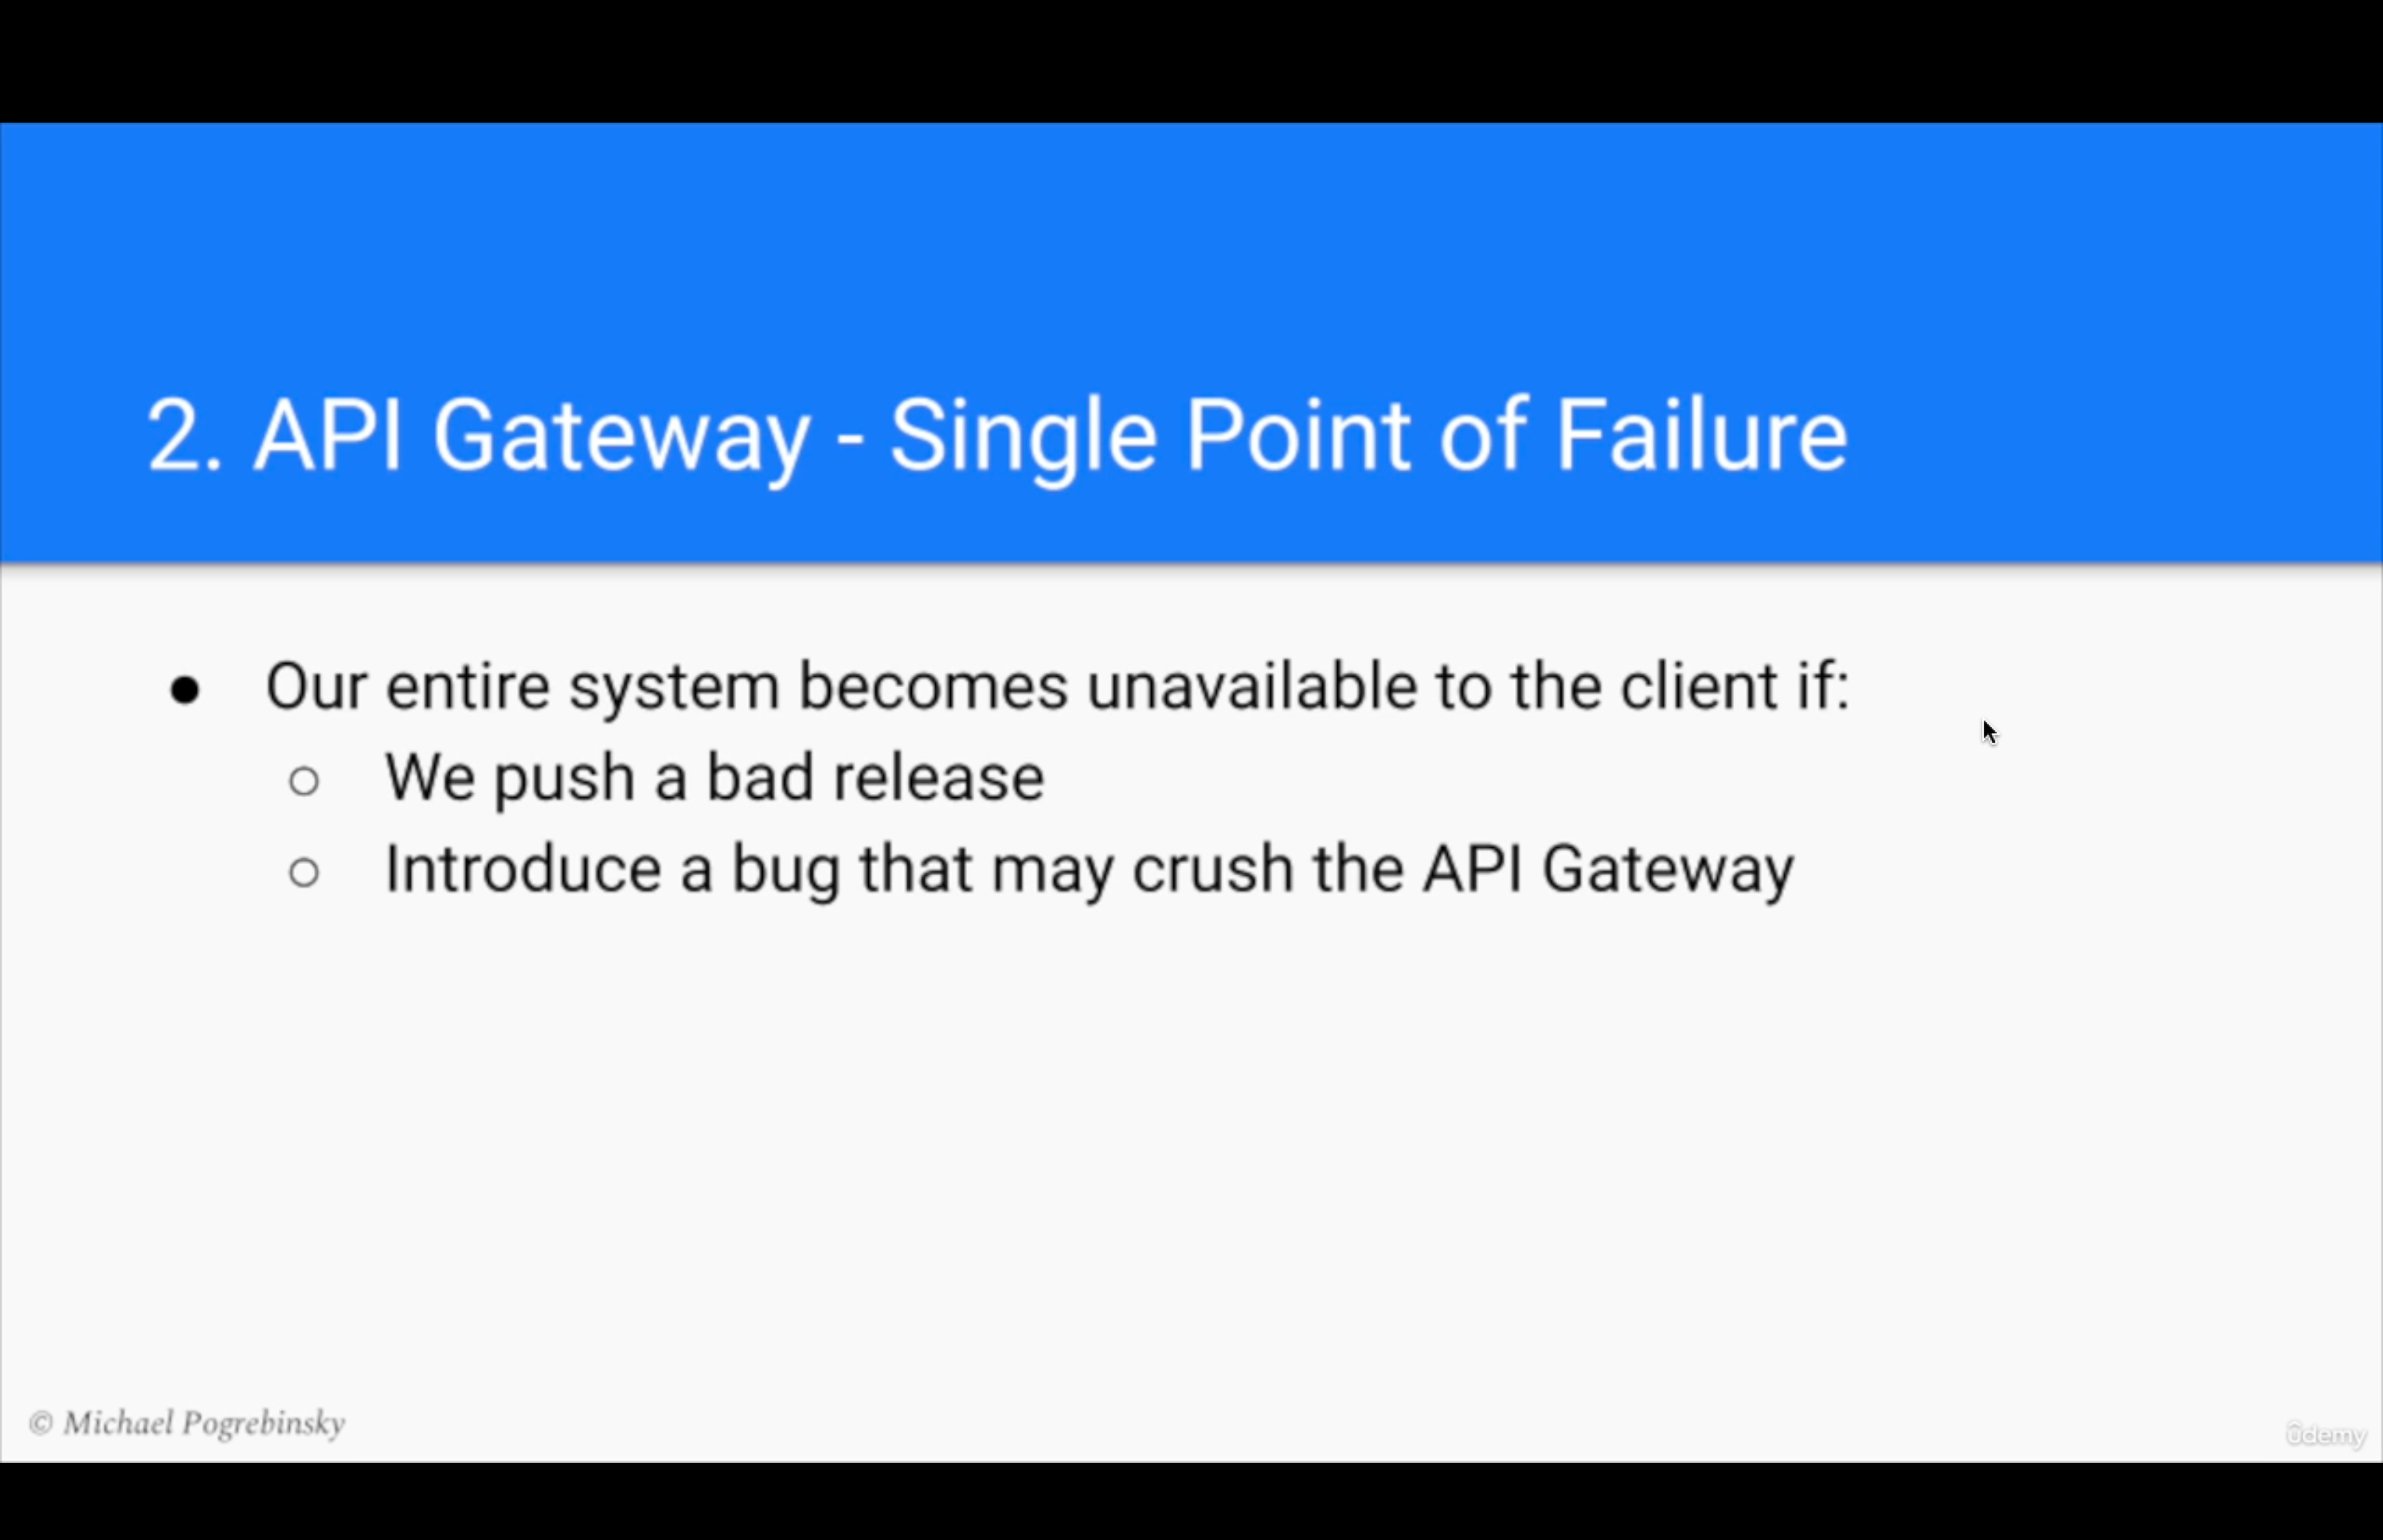 2. API Gateway - Single Point of Failure
● Our entire system becomes unavailable to the client if:
○ We push a bad release
○ Introduce a bug that may crush the API Gateway
© Michael Pogrebinsky
ûdemy